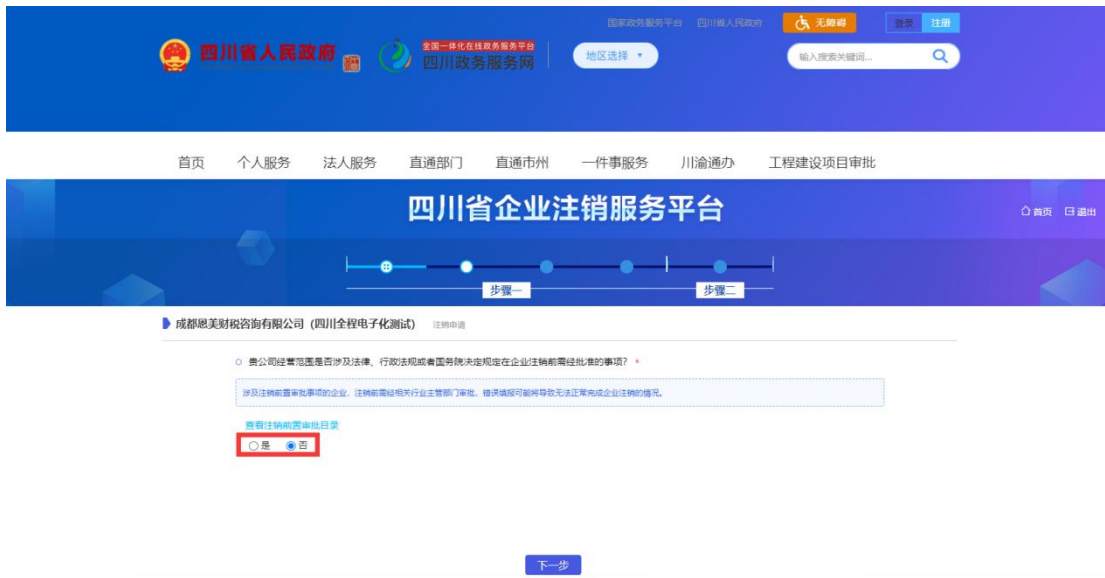 国家政务服务平台 四川省人民政府 无障碍 登录 注册
四川省人民政府 全国一体化在线政务服务平台 四川政务服务网 地区选择 输入搜索关键词...
首页 个人服务 法人服务 直通部门 直通市州 一件事服务 川渝通办 工程建设项目审批
四川省企业注销服务平台
首页 退出
步骤一 步骤二
成都恩美财税咨询有限公司（四川全程电子化测试） 注销申请
贵公司经营范围是否涉及法律、行政法规或者国务院决定规定在企业注销前需经批准的事项？ *
涉及注销前置审批事项的企业，注销前需经相关行业主管部门审批，错误填报可能将导致无法正常完成企业注销的情况。
查看注销前置审批目录
是 否
下一步